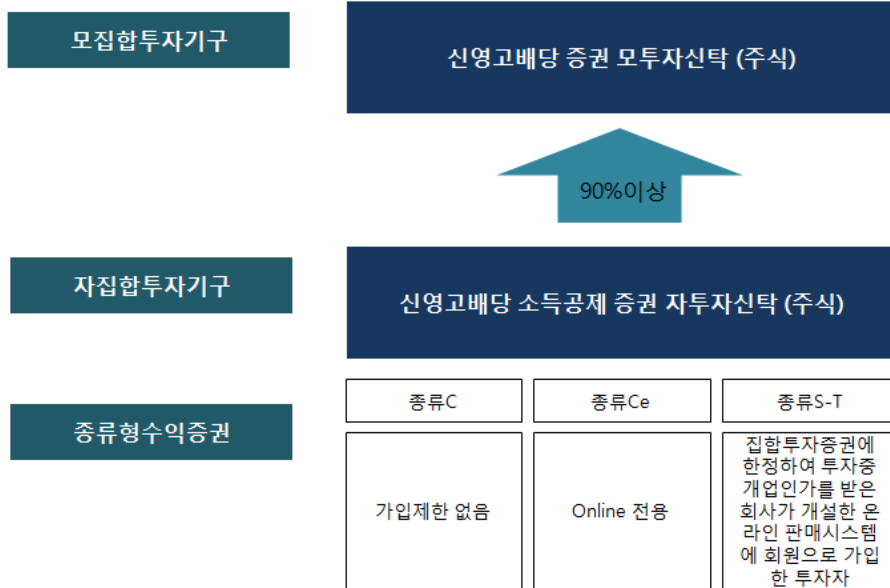 모집합투자기구
신영고배당 증권 모투자신탁 (주식)
90%이상
자집합투자기구
신영고배당 소득공제 증권 자투자신탁 (주식)
종류형수익증권
종류C
종류Ce
종류S-T
가입제한 없음
Online 전용
집합투자증권에
한정하여 투자중
개업인가를 받은
회사가 개설한 온
라인 판매시스템
에 회원으로 가입
한 투자자